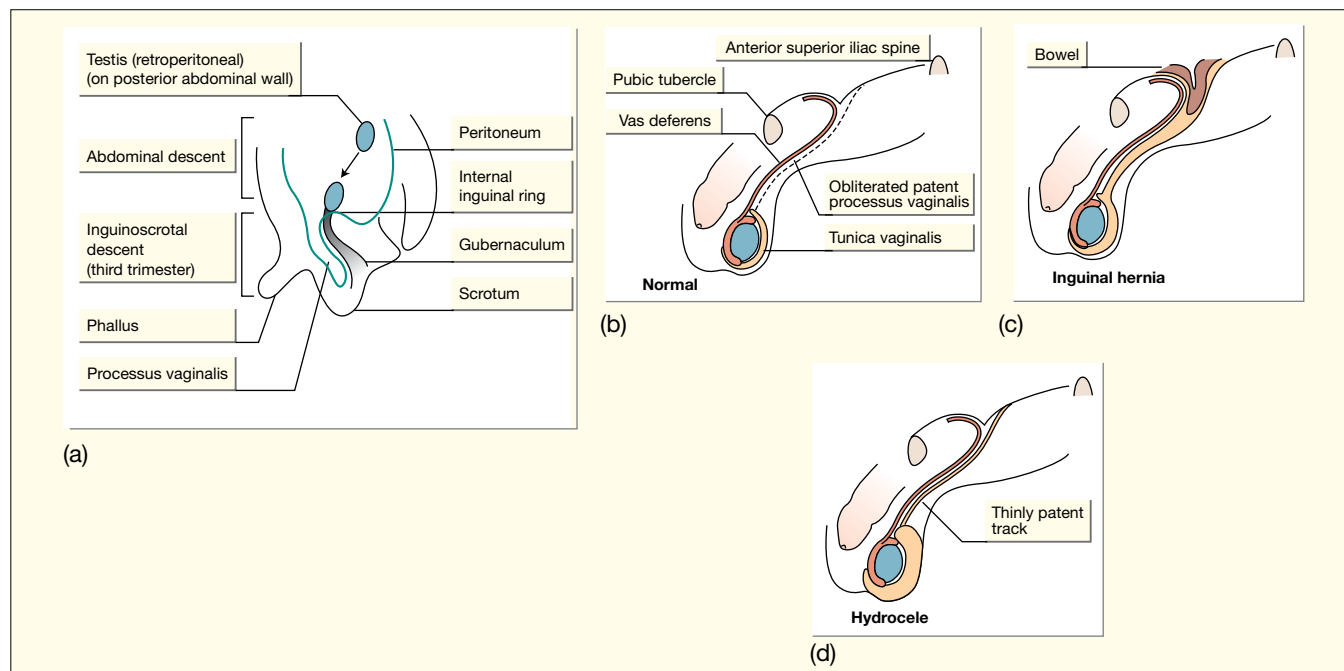 Testis (retroperitoneal)
(on posterior abdominal wall)
Abdominal descent
Inguinoscrotal
descent
(third trimester)
Phallus
Processus vaginalis
Peritoneum
Internal
inguinal ring
Gubernaculum
Scrotum
(a)
Anterior superior iliac spine
Pubic tubercle
Vas deferens
Obliterated patent
processus vaginalis
Tunica vaginalis
Normal
(b)
Bowel
Inguinal hernia
(c)
Thinly patent
track
Hydrocele
(d)